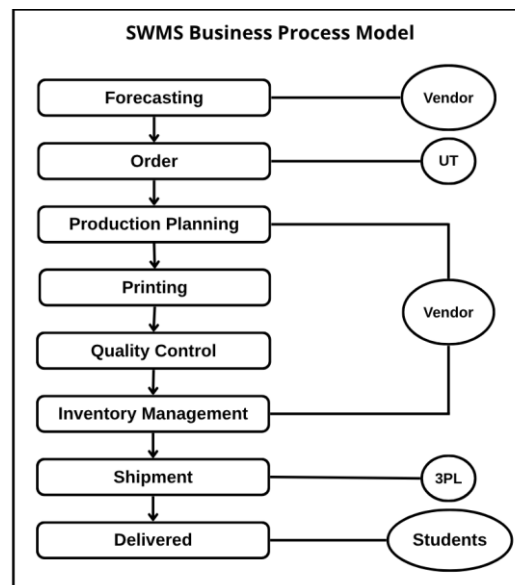 SWMS Business Process Model
Forecasting
Vendor
Order
UT
Production Planning
Printing
Vendor
Quality Control
Inventory Management
Shipment
3PL
Delivered
Students